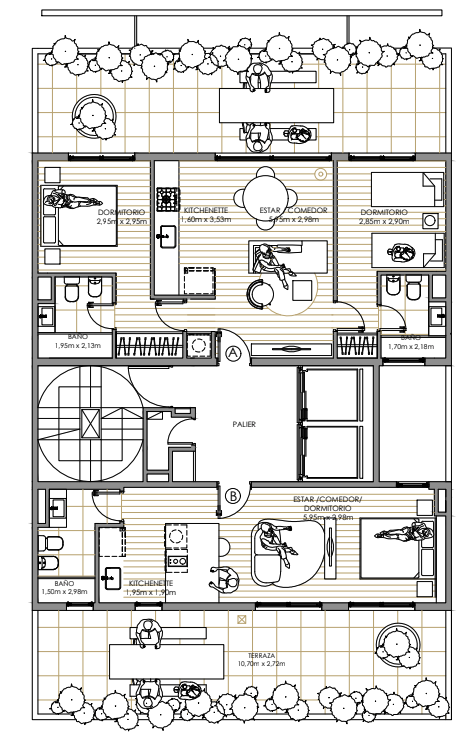 DORMITORIO
2,95m x 2,95m
KITCHENETTE
1,60m x 3,53m
ESTAR / COMEDOR
5,95m x 2,98m
DORMITORIO
2,85m x 2,90m
BAÑO
1,95m x 2,13m
BAÑO
1,70m x 2,18m
A
PALIER
B
ESTAR /COMEDOR/
DORMITORIO
5,95m x 2,98m
BAÑO
1,50m x 2,98m
KITCHENETTE
1,95m x 1,90m
TERRAZA
10,70m x 2,72m